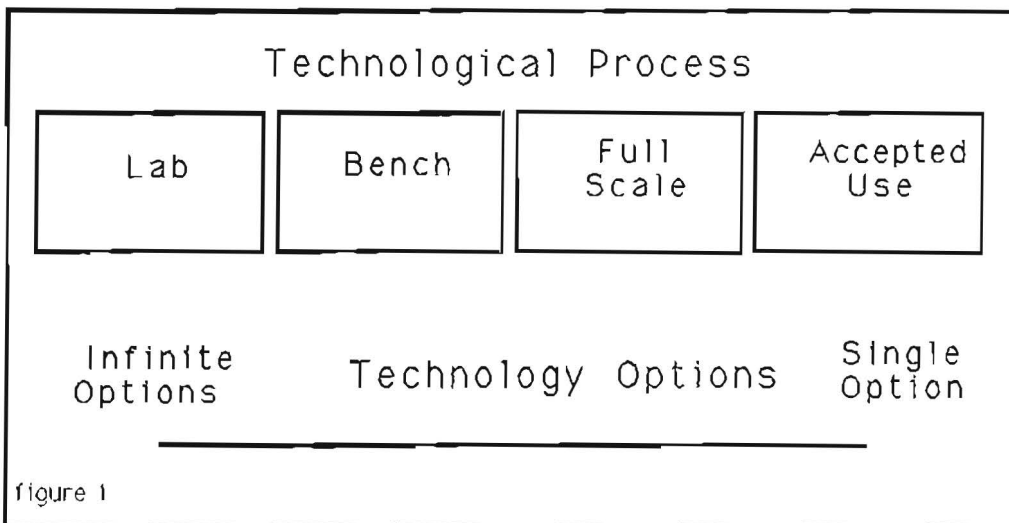 Technological Process
Lab
Bench
Full
Scale
Accepted
Use
Infinite
Options
Technology Options
Single
Option
figure 1